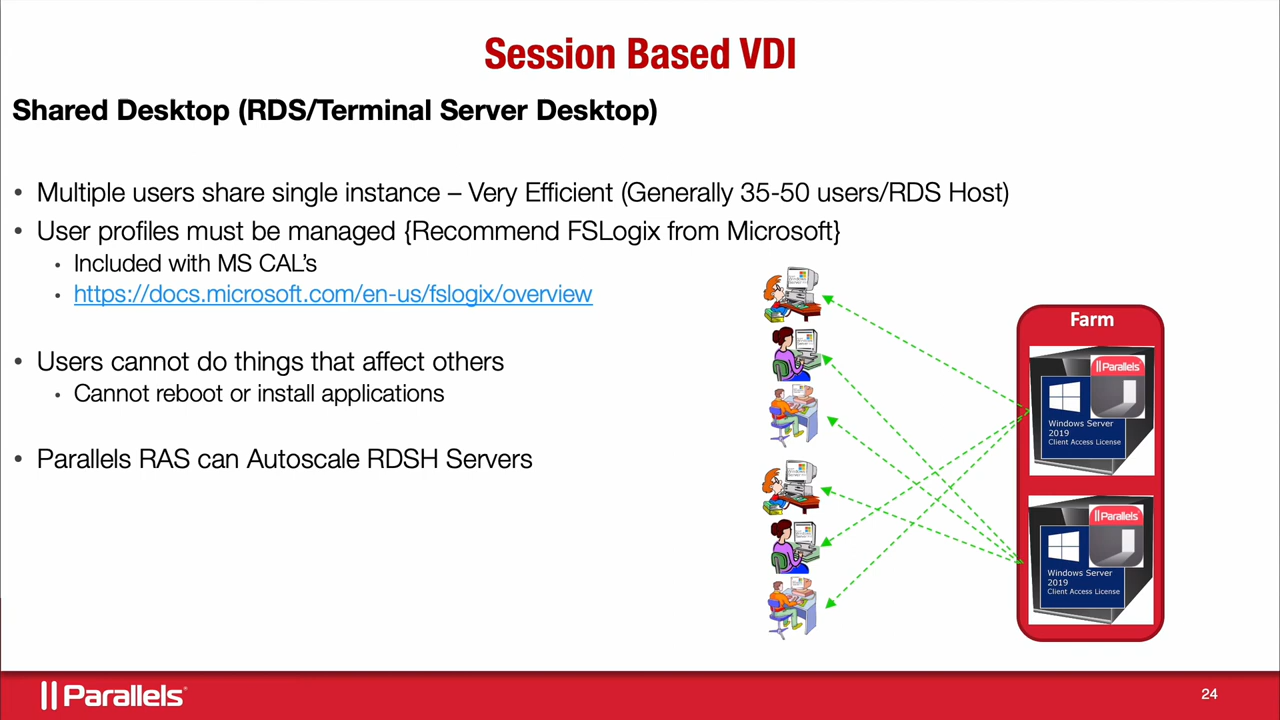 Session Based VDI
Shared Desktop (RDS/Terminal Server Desktop)
• Multiple users share single instance – Very Efficient (Generally 35-50 users/RDS Host)
• User profiles must be managed {Recommend FSLogix from Microsoft}
• Included with MS CAL’s
• https://docs.microsoft.com/en-us/fslogix/overview
• Users cannot do things that affect others
• Cannot reboot or install applications
• Parallels RAS can Autoscale RDSH Servers
Farm
Parallels
Windows Server
2019
Client Access License
Parallels
Windows Server
2019
Client Access License
Parallels®
24